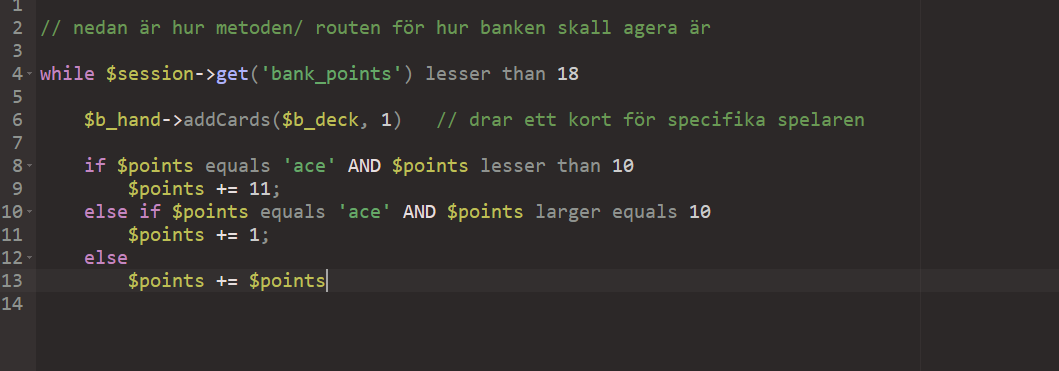 1
2 // nedan är hur metoden/ routen för hur banken skall agera är
3
4 while $session->get('bank_points') lesser than 18
5
6 $b_hand->addCards($b_deck, 1) // drar ett kort för specifika spelaren
7
8 if $points equals 'ace' AND $points lesser than 10
9 $points += 11;
10 else if $points equals 'ace' AND $points larger equals 10
11 $points += 1;
12 else
13 $points += $points
14